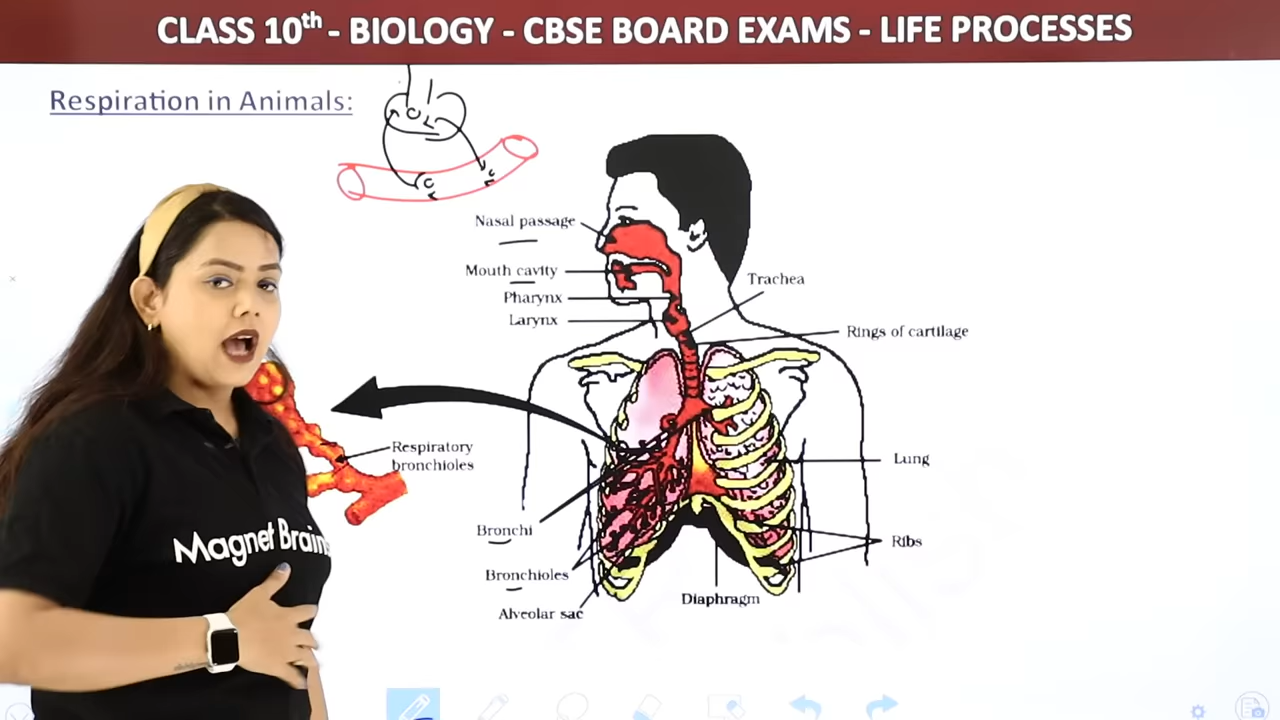 CLASS 10th - BIOLOGY - CBSE BOARD EXAMS - LIFE PROCESSES
Respiration in Animals:
Nasal passage
Mouth cavity
Pharynx
Larynx
Trachea
Rings of cartilage
Respiratory
bronchioles
Lung
Bronchi
Ribs
Bronchioles
Alveolar sac
Diaphragm
Magnet Brains